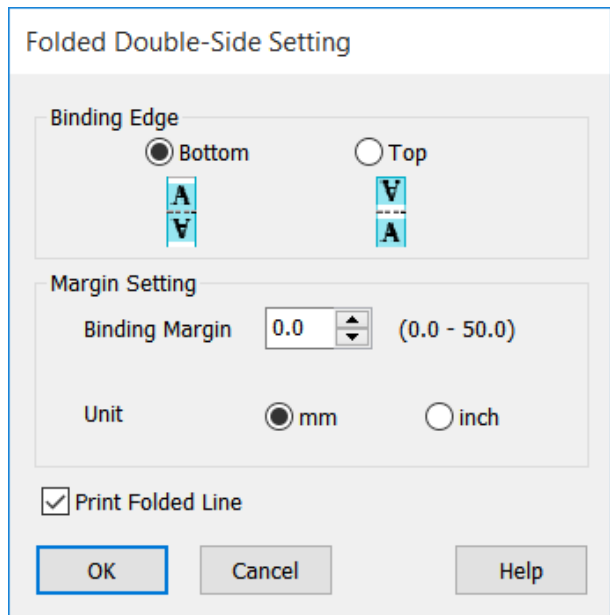 Folded Double-Side Setting
Binding Edge
Bottom Top
A A
A A
Margin Setting
Binding Margin 0.0 (0.0 - 50.0)
Unit mm inch
Print Folded Line
OK Cancel Help